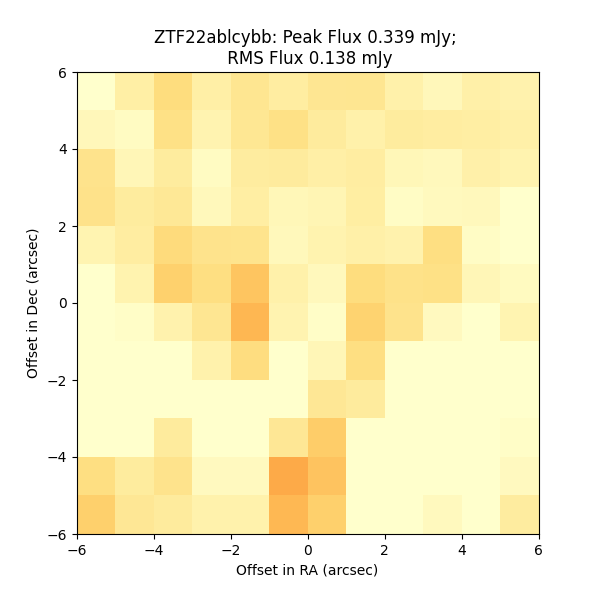 ZTF22ablcybb: Peak Flux 0.339 mJy;
RMS Flux 0.138 mJy
6
4
2
0
−2
−4
−6
Offset in Dec (arcsec)
−6 −4 −2 0 2 4 6
Offset in RA (arcsec)